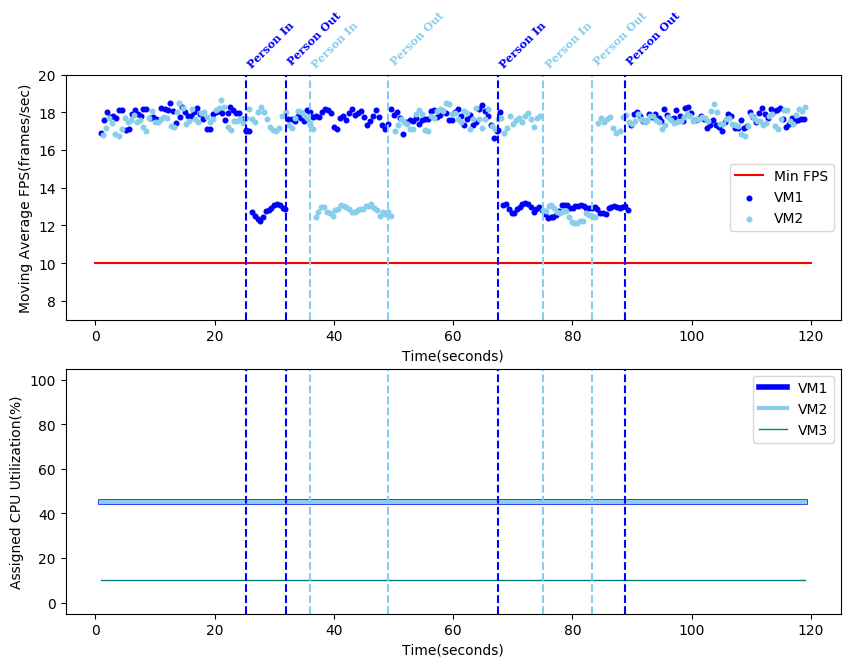 Person In
Person Out
Person In
Person Out
Person In
Person In
Person Out
Person Out
Moving Average FPS(frames/sec)
20
18
16
14
12
10
8
Min FPS
VM1
VM2
0
20
40
60
80
100
120
Time(seconds)
Assigned CPU Utilization(%)
100
80
60
40
20
0
VM1
VM2
VM3
0
20
40
60
80
100
120
Time(seconds)